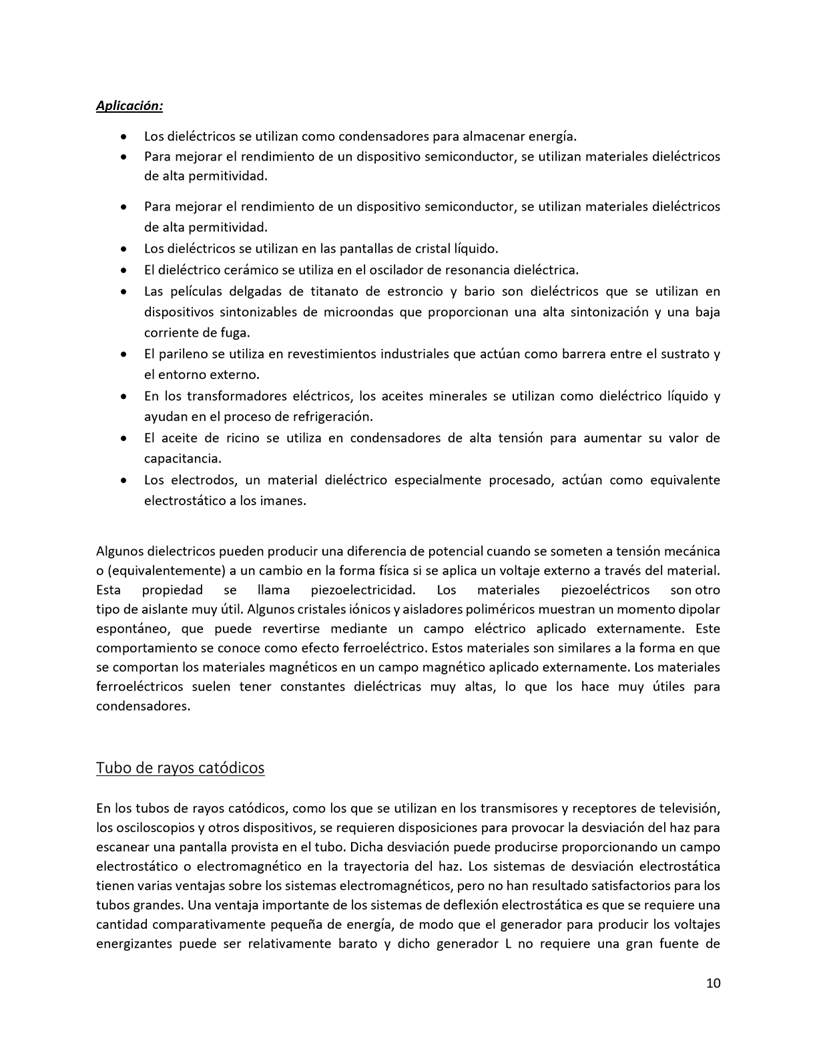 Aplicación:
• Los dieléctricos se utilizan como condensadores para almacenar energía.
• Para mejorar el rendimiento de un dispositivo semiconductor, se utilizan materiales dieléctricos
de alta permitividad.
• Para mejorar el rendimiento de un dispositivo semiconductor, se utilizan materiales dieléctricos
de alta permitividad.
• Los dieléctricos se utilizan en las pantallas de cristal líquido.
• El dieléctrico cerámico se utiliza en el oscilador de resonancia dieléctrica.
• Las películas delgadas de titanato de estroncio y bario son dieléctricos que se utilizan en
dispositivos sintonizables de microondas que proporcionan una alta sintonización y una baja
corriente de fuga.
• El parileno se utiliza en revestimientos industriales que actúan como barrera entre el sustrato y
el entorno externo.
• En los transformadores eléctricos, los aceites minerales se utilizan como dieléctrico líquido y
ayudan en el proceso de refrigeración.
• El aceite de ricino se utiliza en condensadores de alta tensión para aumentar su valor de
capacitancia.
• Los electrodos, un material dieléctrico especialmente procesado, actúan como equivalente
electrostático a los imanes.
Algunos dielectricos pueden producir una diferencia de potencial cuando se someten a tensión mecánica
o (equivalentemente) a un cambio en la forma física si se aplica un voltaje externo a través del material.
Esta propiedad se llama piezoelectricidad. Los materiales piezoeléctricos son otro
tipo de aislante muy útil. Algunos cristales iónicos y aisladores poliméricos muestran un momento dipolar
espontáneo, que puede revertirse mediante un campo eléctrico aplicado externamente. Este
comportamiento se conoce como efecto ferroeléctrico. Estos materiales son similares a la forma en que
se comportan los materiales magnéticos en un campo magnético aplicado externamente. Los materiales
ferroeléctricos suelen tener constantes dieléctricas muy altas, lo que los hace muy útiles para
condensadores.
Tubo de rayos catódicos
En los tubos de rayos catódicos, como los que se utilizan en los transmisores y receptores de televisión,
los osciloscopios y otros dispositivos, se requieren disposiciones para provocar la desviación del haz para
escanear una pantalla provista en el tubo. Dicha desviación puede producirse proporcionando un campo
electrostático o electromagnético en la trayectoria del haz. Los sistemas de desviación electrostática
tienen varias ventajas sobre los sistemas electromagnéticos, pero no han resultado satisfactorios para los
tubos grandes. Una ventaja importante de los sistemas de deflexión electrostática es que se requiere una
cantidad comparativamente pequeña de energía, de modo que el generador para producir los voltajes
energizantes puede ser relativamente barato y dicho generador L no requiere una gran fuente de
10